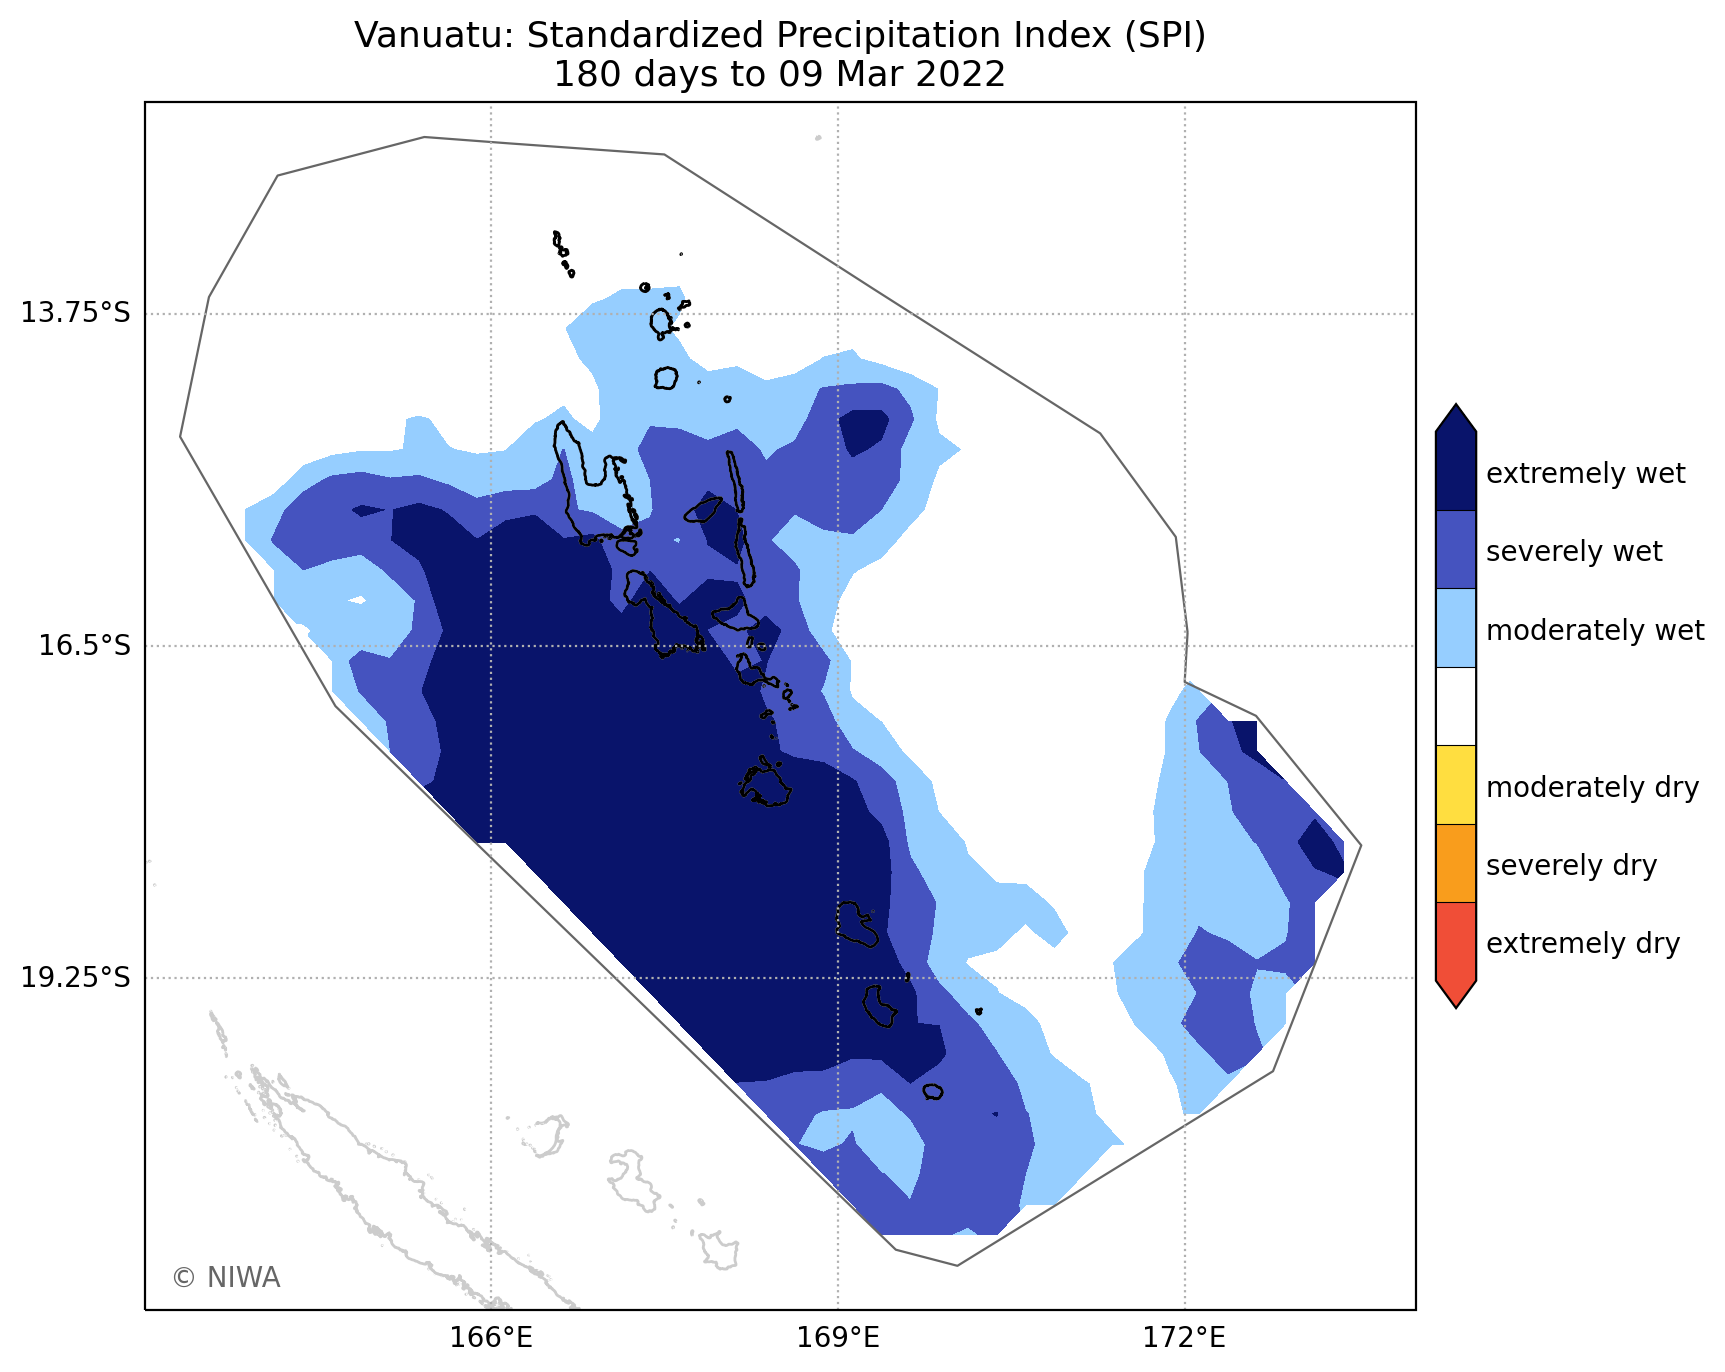 Vanuatu: Standardized Precipitation Index (SPI)
180 days to 09 Mar 2022
13.75°S
16.5°S
19.25°S
166°E
169°E
172°E
extremely wet
severely wet
moderately wet
moderately dry
severely dry
extremely dry
© NIWA